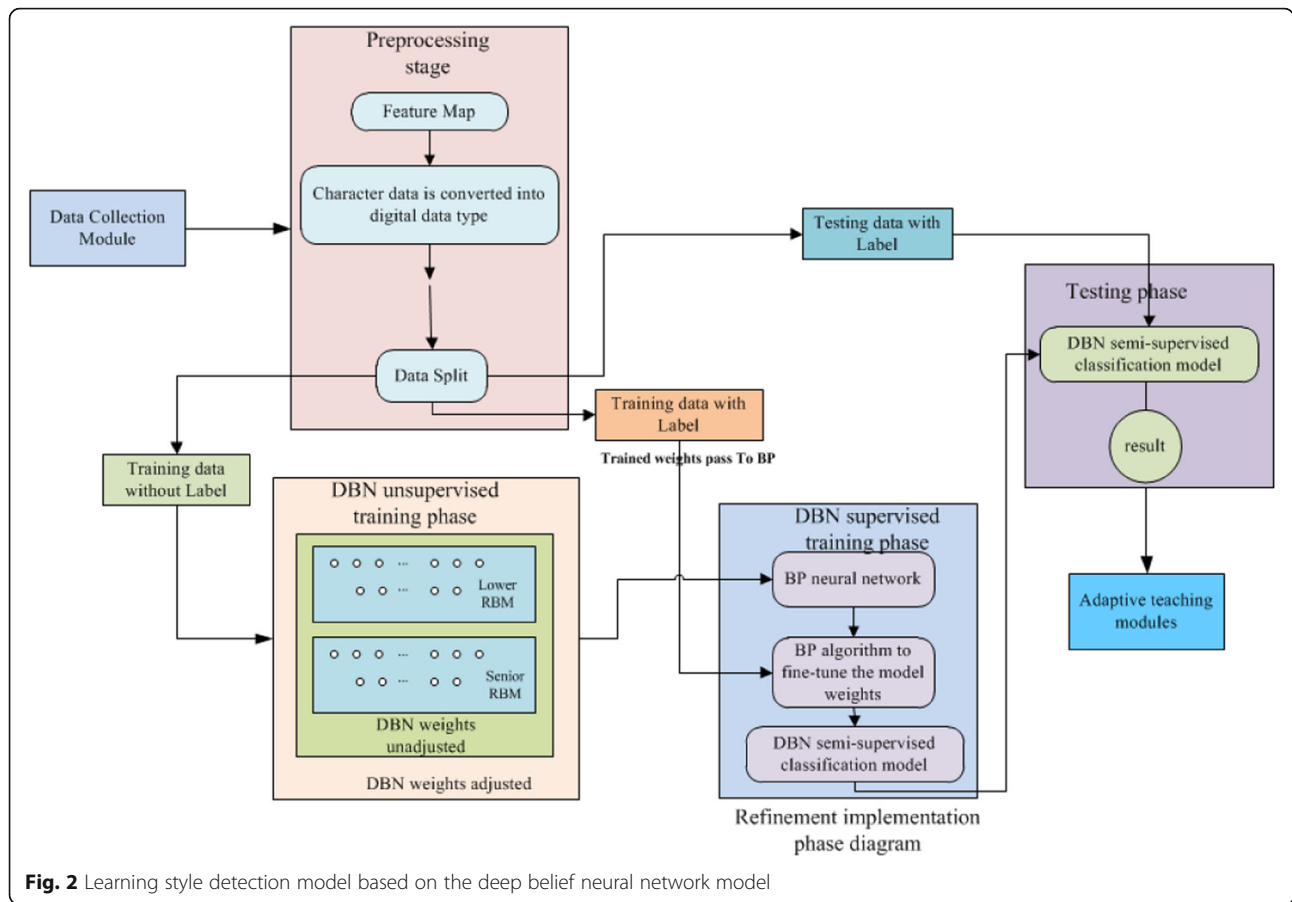 Preprocessing
stage
Feature Map
Character data is converted into
digital data type
Data Collection
Module
Data Split
Testing data with
Label
Testing phase
DBN semi-supervised
classification model
result
Training data with
Label
Trained weights pass To BP
Training data
without Label
DBN unsupervised
training phase
...
Lower
RBM
...
...
Senior
RBM
...
DBN weights
unadjusted
DBN weights adjusted
DBN supervised
training phase
BP neural network
BP algorithm to
fine-tune the model
weights
DBN semi-supervised
classification model
Adaptive teaching
modules
Refinement implementation
phase diagram
Fig. 2 Learning style detection model based on the deep belief neural network model